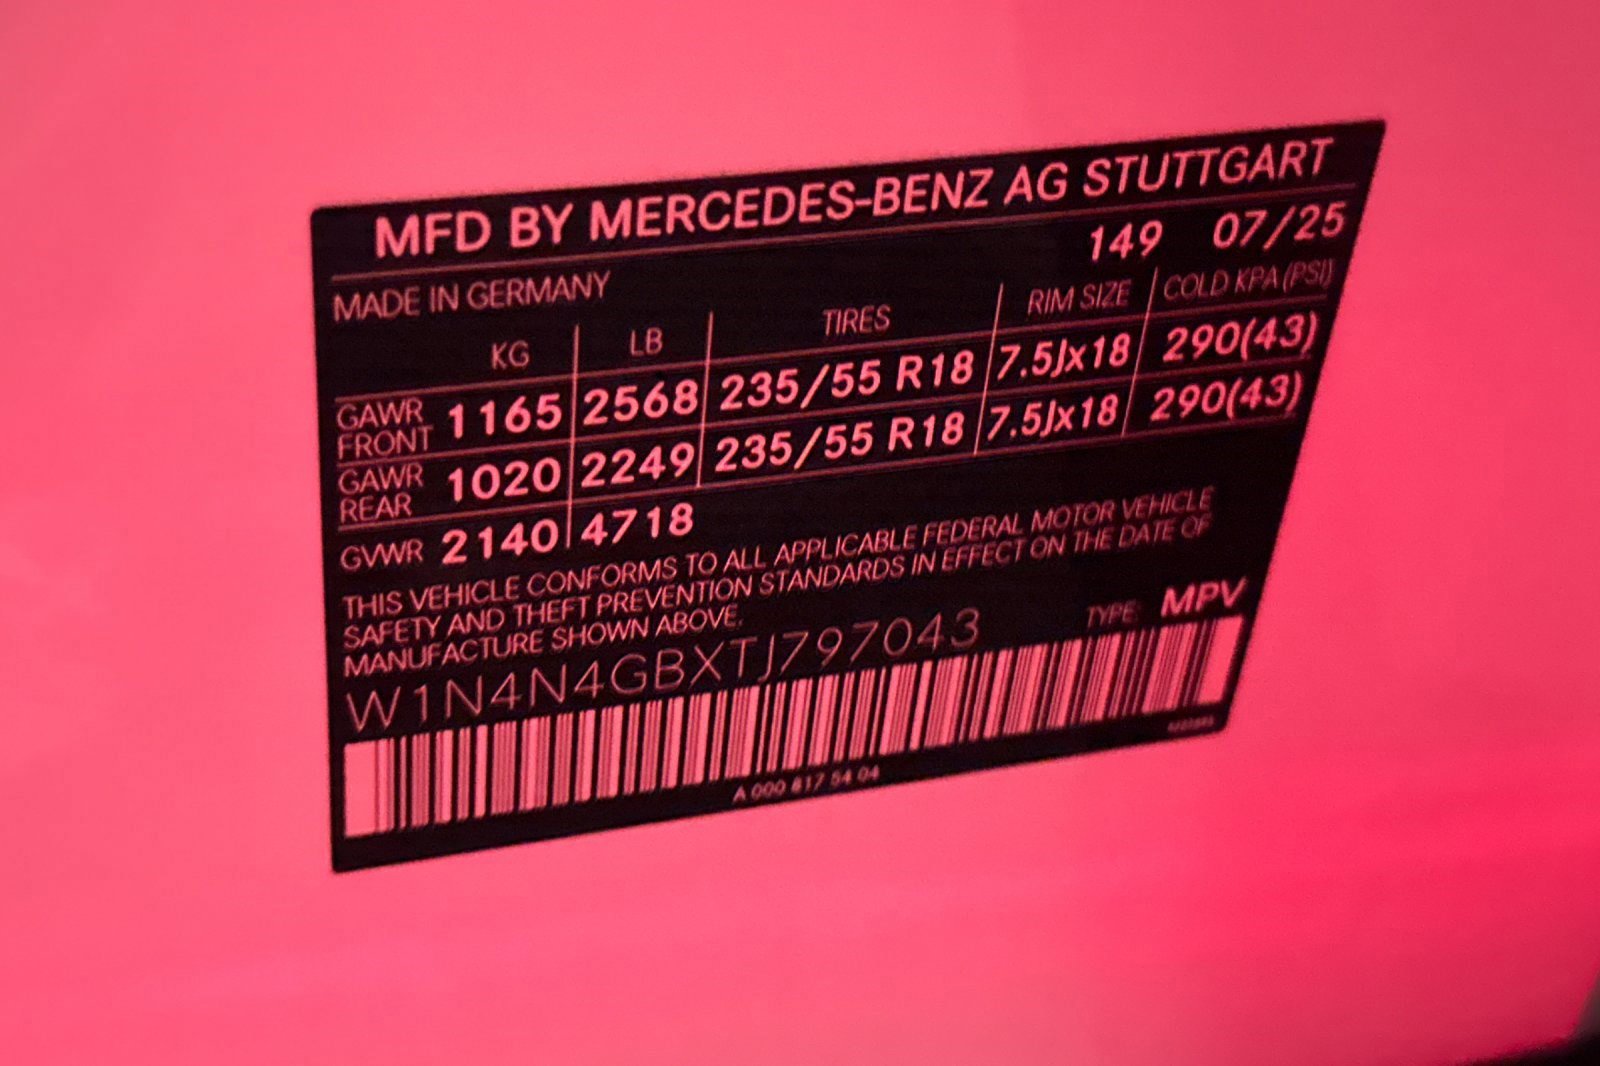 MFD BY MERCEDES-BENZ AG STUTTGART
149 07/25
MADE IN GERMANY
KG LB TIRES RIM SIZE COLD KPA (PSI)
GAWR FRONT 1165 2568 235/55 R18 7.5Jx18 290(43)
GAWR REAR 1020 2249 235/55 R18 7.5Jx18 290(43)
GVWR 2140 4718
THIS VEHICLE CONFORMS TO ALL APPLICABLE FEDERAL MOTOR VEHICLE
SAFETY AND THEFT PREVENTION STANDARDS IN EFFECT ON THE DATE OF
MANUFACTURE SHOWN ABOVE.
W1N4N4GBXTJ797043 TYPE: MPV
A 000 817 54 04